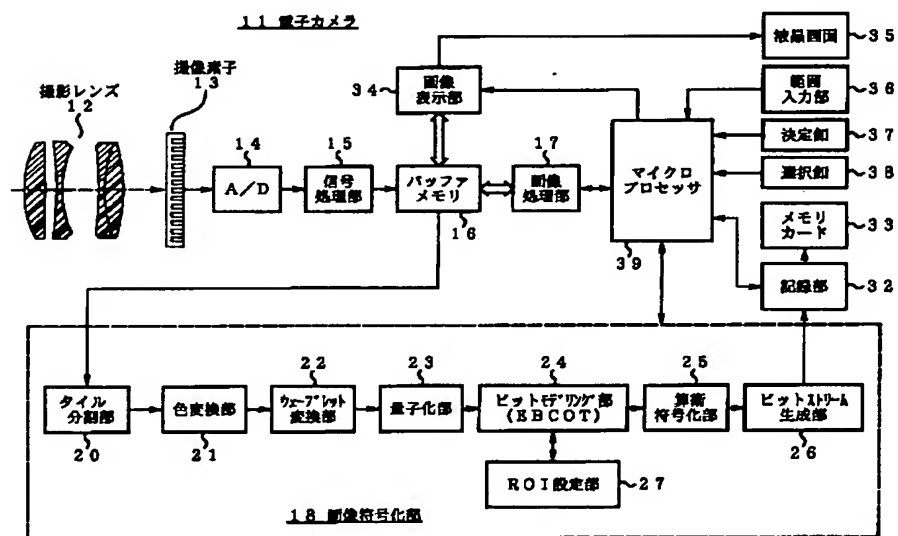 11 電子カメラ
撮像素子
13
撮影レンズ
12
14
A/D
15
信号
処理部
34
画像
表示部
バッファ
メモリ
16
17
画像
処理部
マイクロ
プロセッサ
39
液晶画面
35
範囲
入力部
36
決定釦
37
選択釦
38
メモリ
カード
33
記録部
32
タイル
分割部
20
色変換部
21
22
ウェーブレット
変換部
23
量子化部
24
ビットモデリング部
(EBCOT)
25
算術
符号化部
ビットストリーム
生成部
26
ROI設定部
27
18 画像符号化部